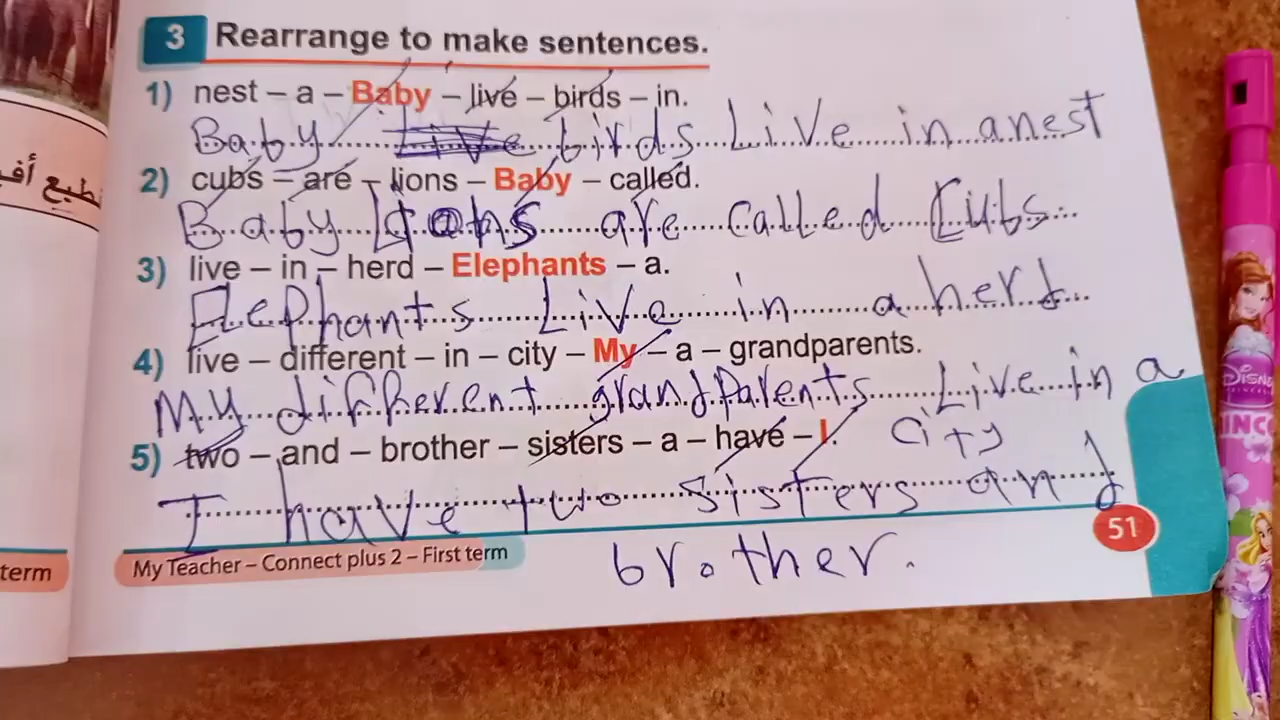 3 Rearrange to make sentences.
1) nest – a – Baby – live – birds – in.
Baby live birds Live in a nest
2) cubs – are – lions – Baby – called.
Baby lions are called Cubs
3) live – in – herd – Elephants – a.
Elephants Live in a herd
4) live – different – in – city – My – a – grandparents.
My different grandparents Live in a
city
5) two – and – brother – sisters – a – have – I.
I have two sisters and
brother.
51
My Teacher – Connect plus 2 – First term
term
DISNEY